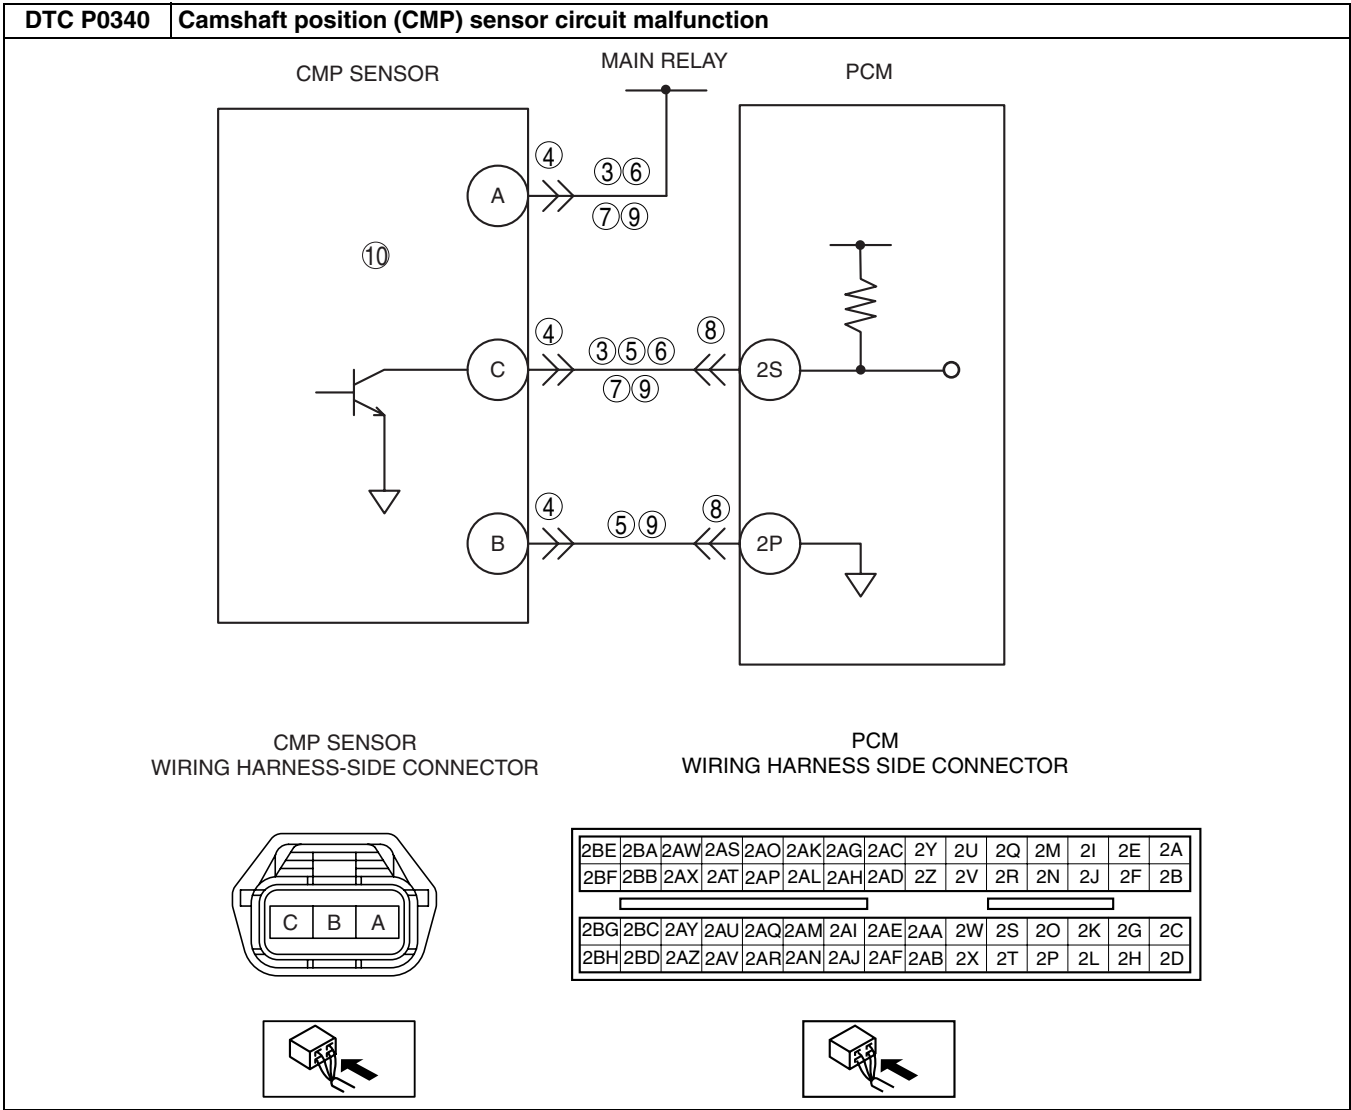 DTC P0340 Camshaft position (CMP) sensor circuit malfunction
CMP SENSOR
MAIN RELAY
PCM
④
③⑥
A
⑦⑨
⑩
④
③⑤⑥
⑧
C
2S
⑦⑨
④
⑤⑨
⑧
B
2P
CMP SENSOR
WIRING HARNESS-SIDE CONNECTOR
PCM
WIRING HARNESS SIDE CONNECTOR
C B A
2BE 2BA 2AW 2AS 2AO 2AK 2AG 2AC 2Y 2U 2Q 2M 2I 2E 2A
2BF 2BB 2AX 2AT 2AP 2AL 2AH 2AD 2Z 2V 2R 2N 2J 2F 2B
2BG 2BC 2AY 2AU 2AQ 2AM 2AI 2AE 2AA 2W 2S 2O 2K 2G 2C
2BH 2BD 2AZ 2AV 2AR 2AN 2AJ 2AF 2AB 2X 2T 2P 2L 2H 2D